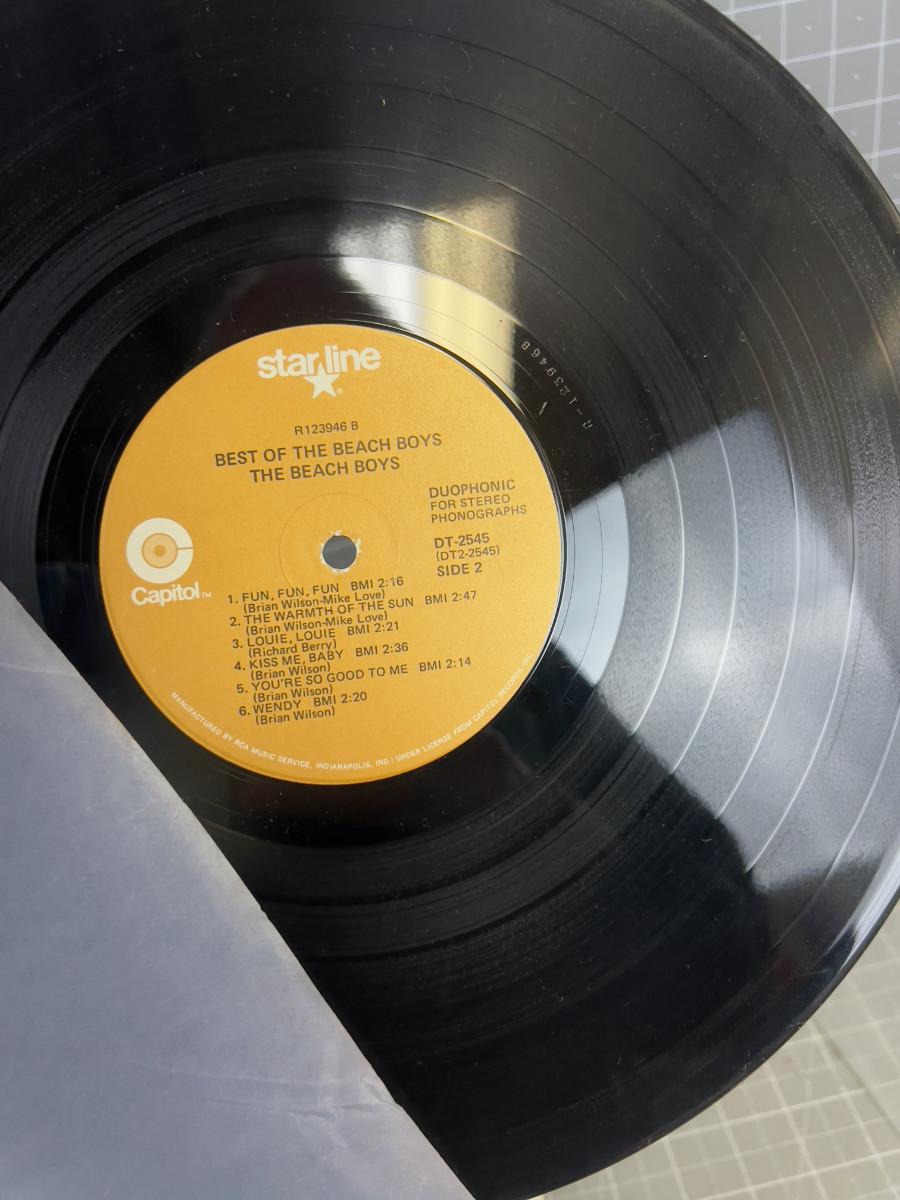 starline
®
R123946 B
BEST OF THE BEACH BOYS
THE BEACH BOYS
DUOPHONIC
FOR STEREO
PHONOGRAPHS
DT-2545
(DT2-2545)
SIDE 2
Capitol™
1. FUN, FUN, FUN BMI 2:16
(Brian Wilson-Mike Love)
2. THE WARMTH OF THE SUN BMI 2:47
(Brian Wilson-Mike Love)
3. LOUIE, LOUIE BMI 2:21
(Richard Berry)
4. KISS ME, BABY BMI 2:36
(Brian Wilson)
5. YOU'RE SO GOOD TO ME BMI 2:14
(Brian Wilson)
6. WENDY BMI 2:20
(Brian Wilson)
MANUFACTURED BY RCA MUSIC SERVICE, INDIANAPOLIS, IND.; UNDER LICENSE FROM CAPITOL RECORDS, INC.
R-123946B